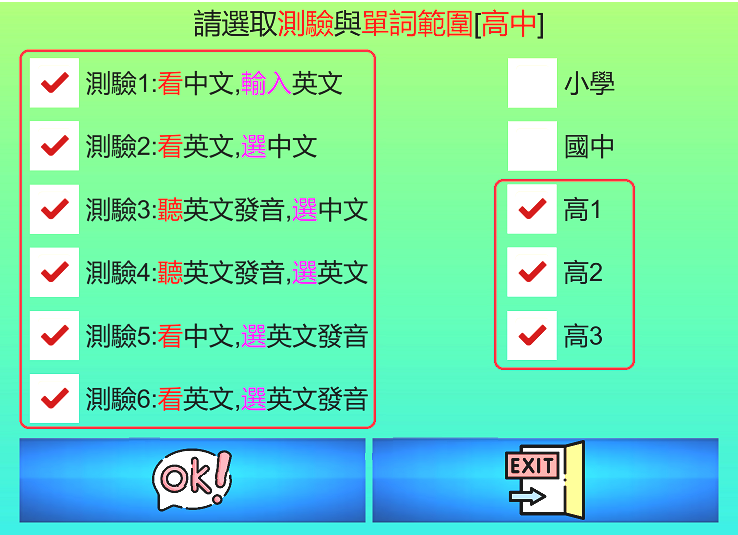 請選取測驗與單詞範圍[高中]
測驗1:看中文,輸入英文
測驗2:看英文,選中文
測驗3:聽英文發音,選中文
測驗4:聽英文發音,選英文
測驗5:看中文,選英文發音
測驗6:看英文,選英文發音
小學
國中
高1
高2
高3
ok!
EXIT